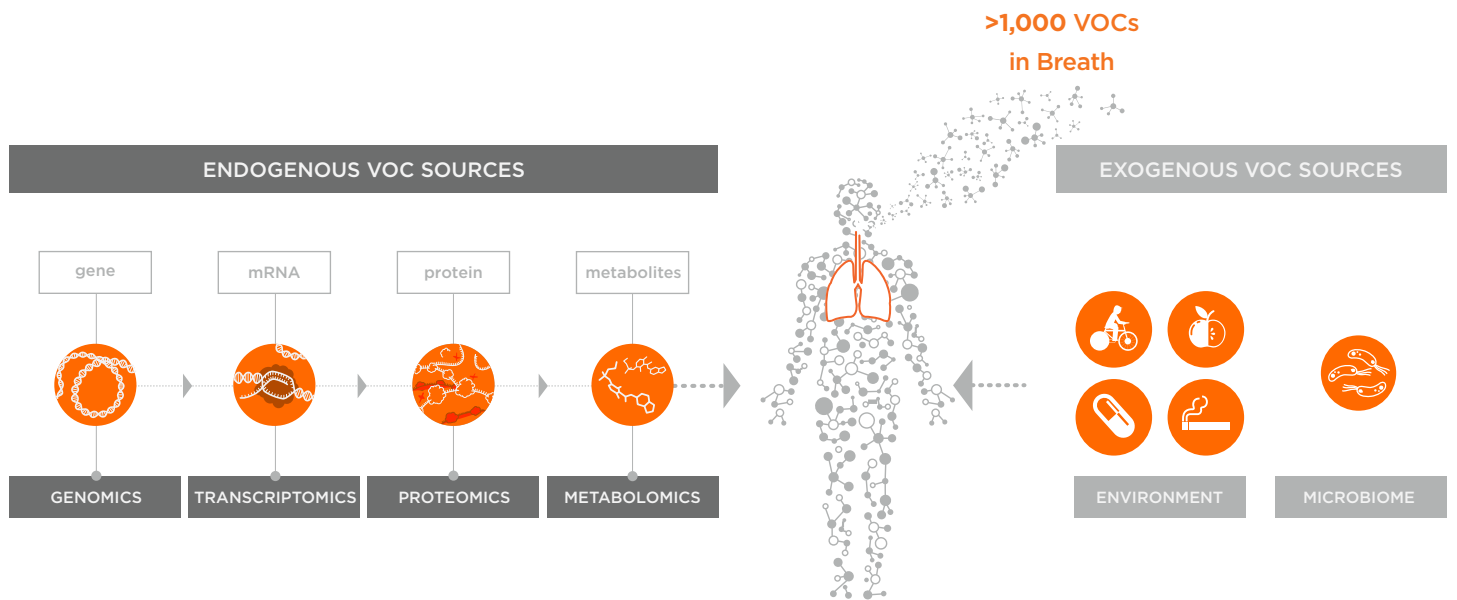 >1,000 VOCs
in Breath
ENDOGENOUS VOC SOURCES
EXOGENOUS VOC SOURCES
gene
mRNA
protein
metabolites
GENOMICS
TRANSCRIPTOMICS
PROTEOMICS
METABOLOMICS
ENVIRONMENT
MICROBIOME